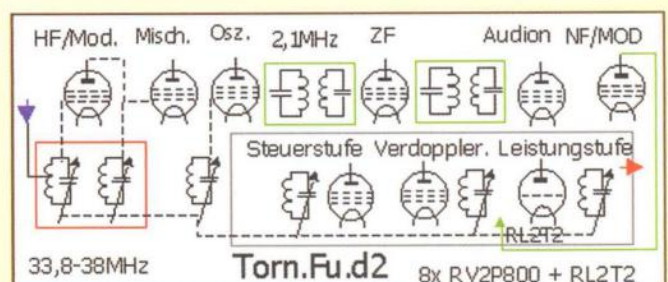 HF/Mod. Misch. Osz. 2,1MHz ZF Audion NF/MOD
Steuerstufe Verdoppler. Leistungstufe
RL2T2
33,8-38MHz Torn.Fu.d2 8x RV2P800 + RL2T2